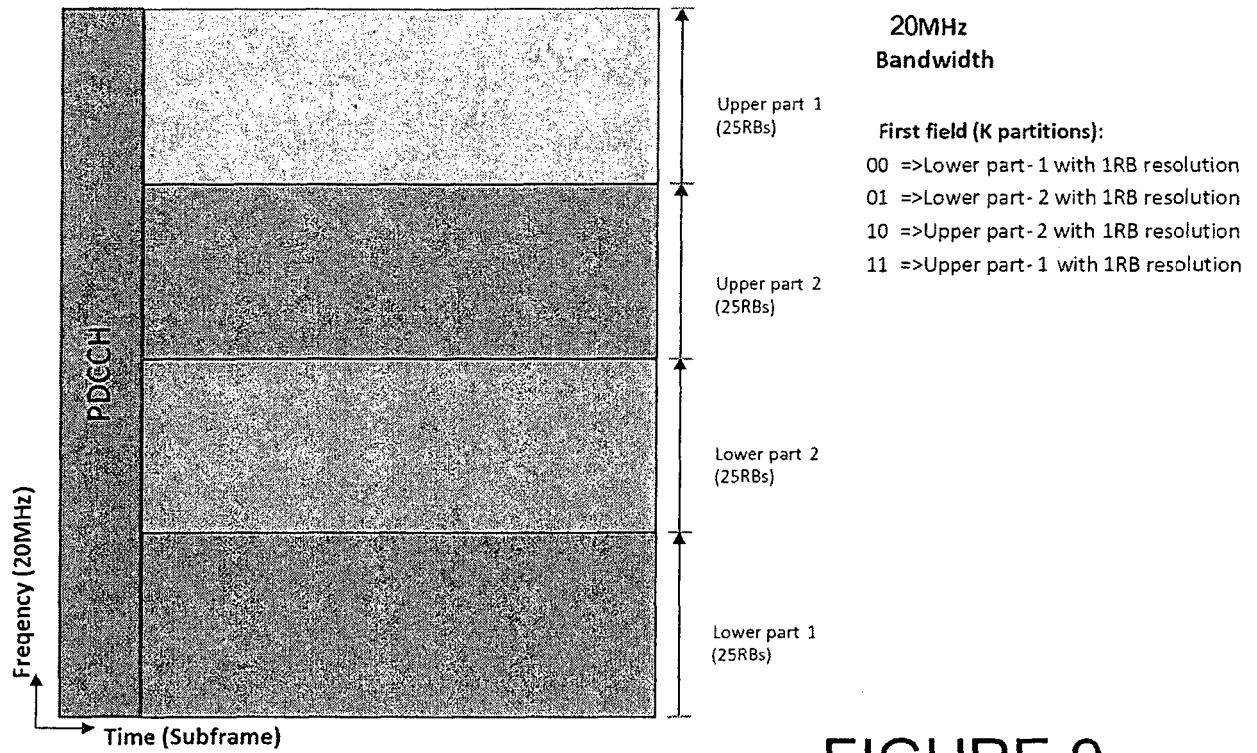 20MHz
Bandwidth
First field (K partitions):
00 =>Lower part-1 with 1RB resolution
01 =>Lower part-2 with 1RB resolution
10 =>Upper part-2 with 1RB resolution
11 =>Upper part-1 with 1RB resolution
Upper part 1
(25RBs)
Upper part 2
(25RBs)
Lower part 2
(25RBs)
Lower part 1
(25RBs)
PDCCH
Freqency (20MHz)
Time (Subframe)